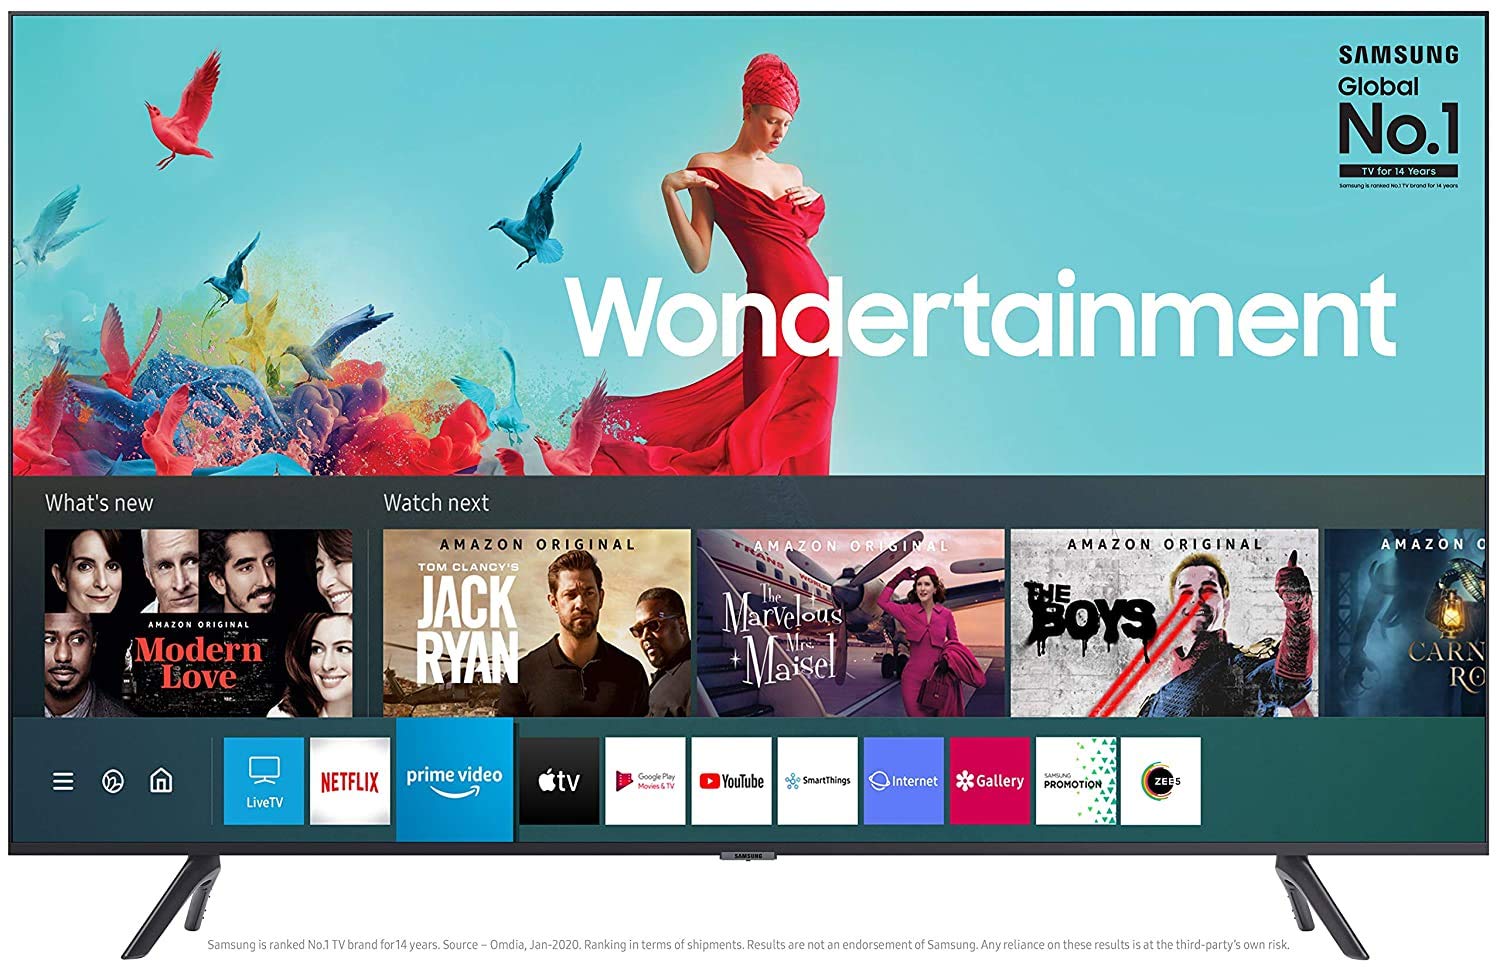 SAMSUNG
Global
No.1
TV for 14 Years
Samsung is ranked No.1 TV brand for 14 years
Wondertainment
What's new
Watch next
AMAZON ORIGINAL
Modern
Love
AMAZON ORIGINAL
TOM CLANCY'S
JACK
RYAN
AMAZON ORIGINAL
The
Marvelous
Mrs.
Maisel
AMAZON ORIGINAL
THE
BOYS
AMAZON O
CARN
RO
LiveTV
NETFLIX
prime video
tv
Google Play
Movies & TV
YouTube
SmartThings
Internet
Gallery
SAMSUNG
PROMOTION
ZEE5
SAMSUNG
Samsung is ranked No.1 TV brand for 14 years. Source – Omdia, Jan-2020. Ranking in terms of shipments. Results are not an endorsement of Samsung. Any reliance on these results is at the third-party's own risk.